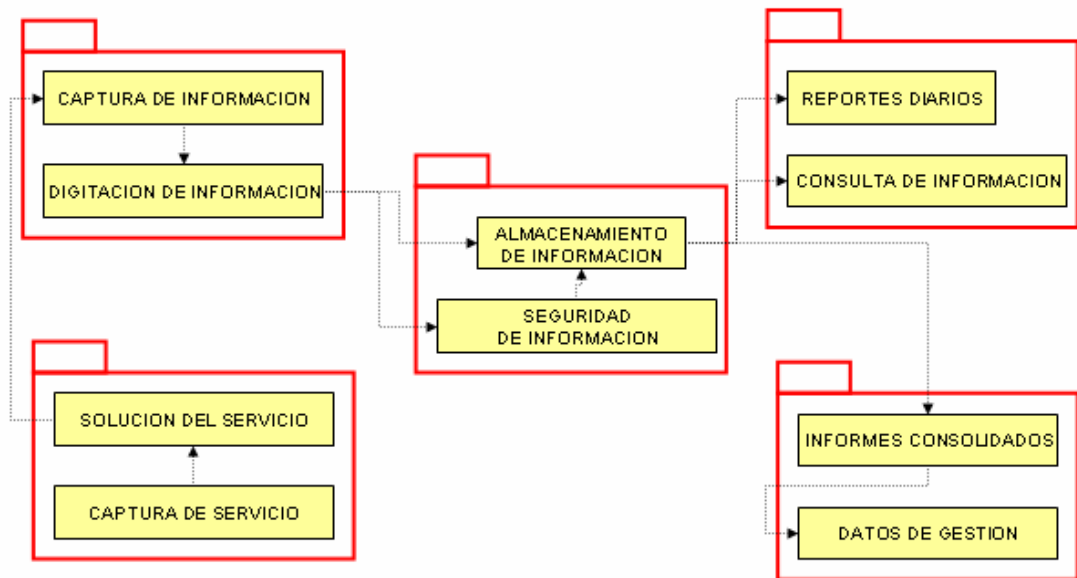 CAPTURA DE INFORMACION
DIGITACION DE INFORMACION
SOLUCION DEL SERVICIO
CAPTURA DE SERVICIO
ALMACENAMIENTO
DE INFORMACION
SEGURIDAD
DE INFORMACION
REPORTES DIARIOS
CONSULTA DE INFORMACION
INFORMES CONSOLIDADOS
DATOS DE GESTION